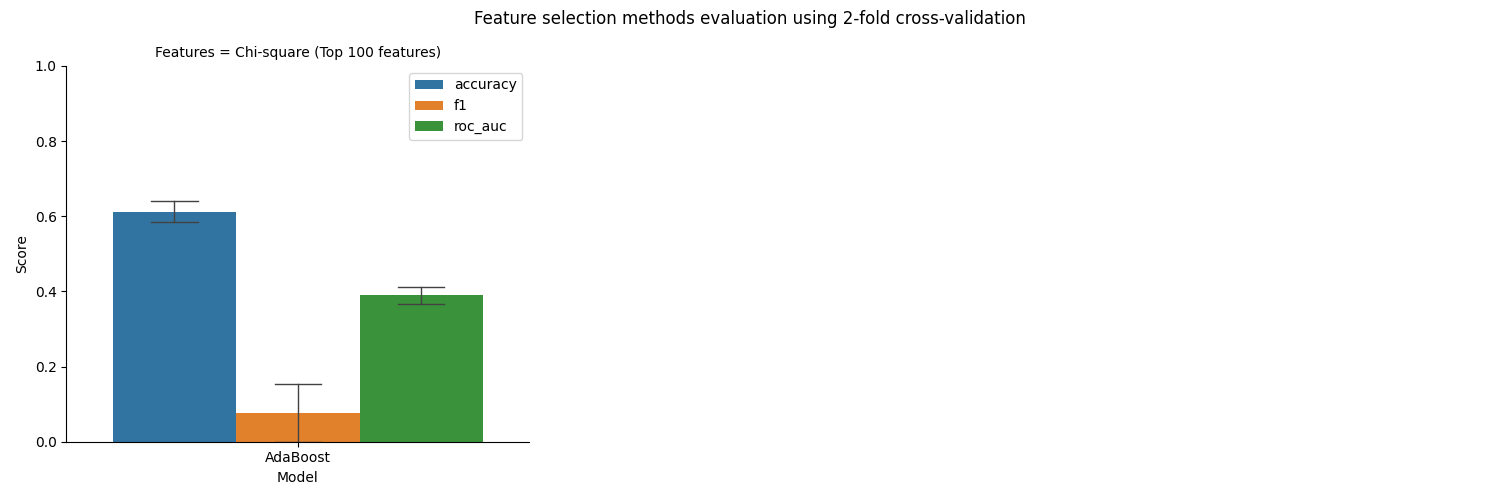 Feature selection methods evaluation using 2-fold cross-validation
Features = Chi-square (Top 100 features)
1.0
accuracy
f1
roc_auc
0.8
0.6
Score
0.4
0.2
0.0
AdaBoost
Model